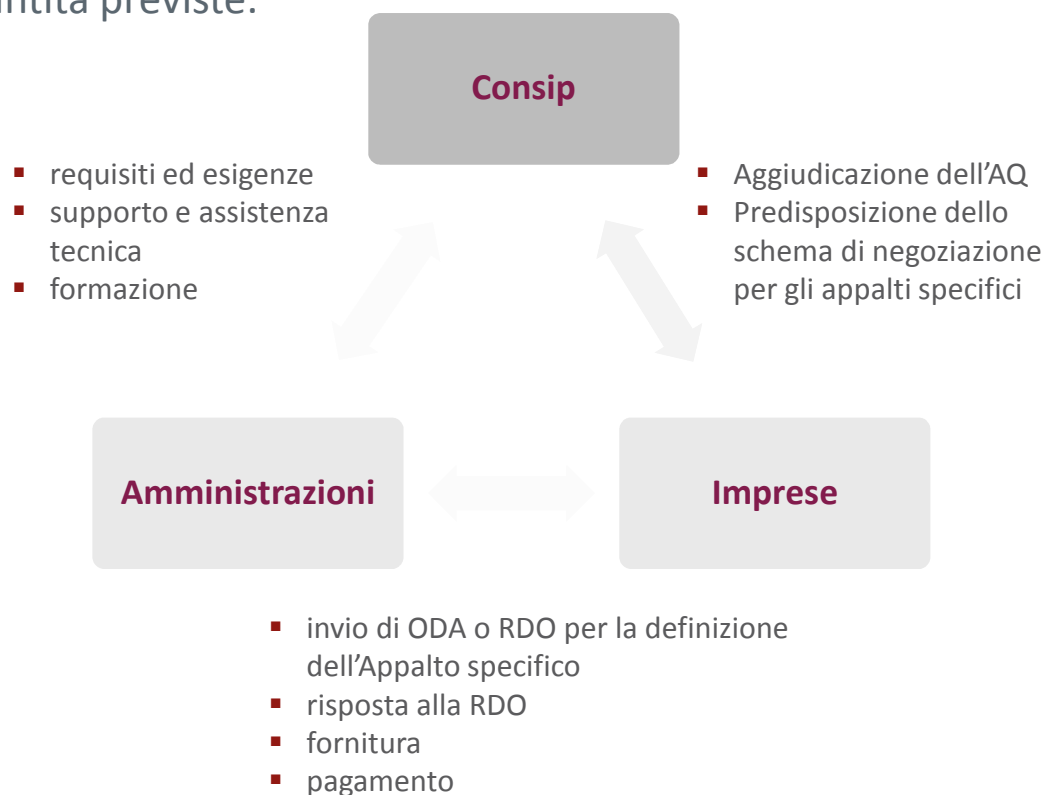 previste:
Consip
requisiti ed esigenze
supporto e assistenza
tecnica
formazione
Aggiudicazione dell'AQ
Predisposizione dello
schema di negoziazione
per gli appalti specifici
Amministrazioni
Imprese
invio di ODA o RDO per la definizione
dell'Appalto specifico
risposta alla RDO
fornitura
pagamento